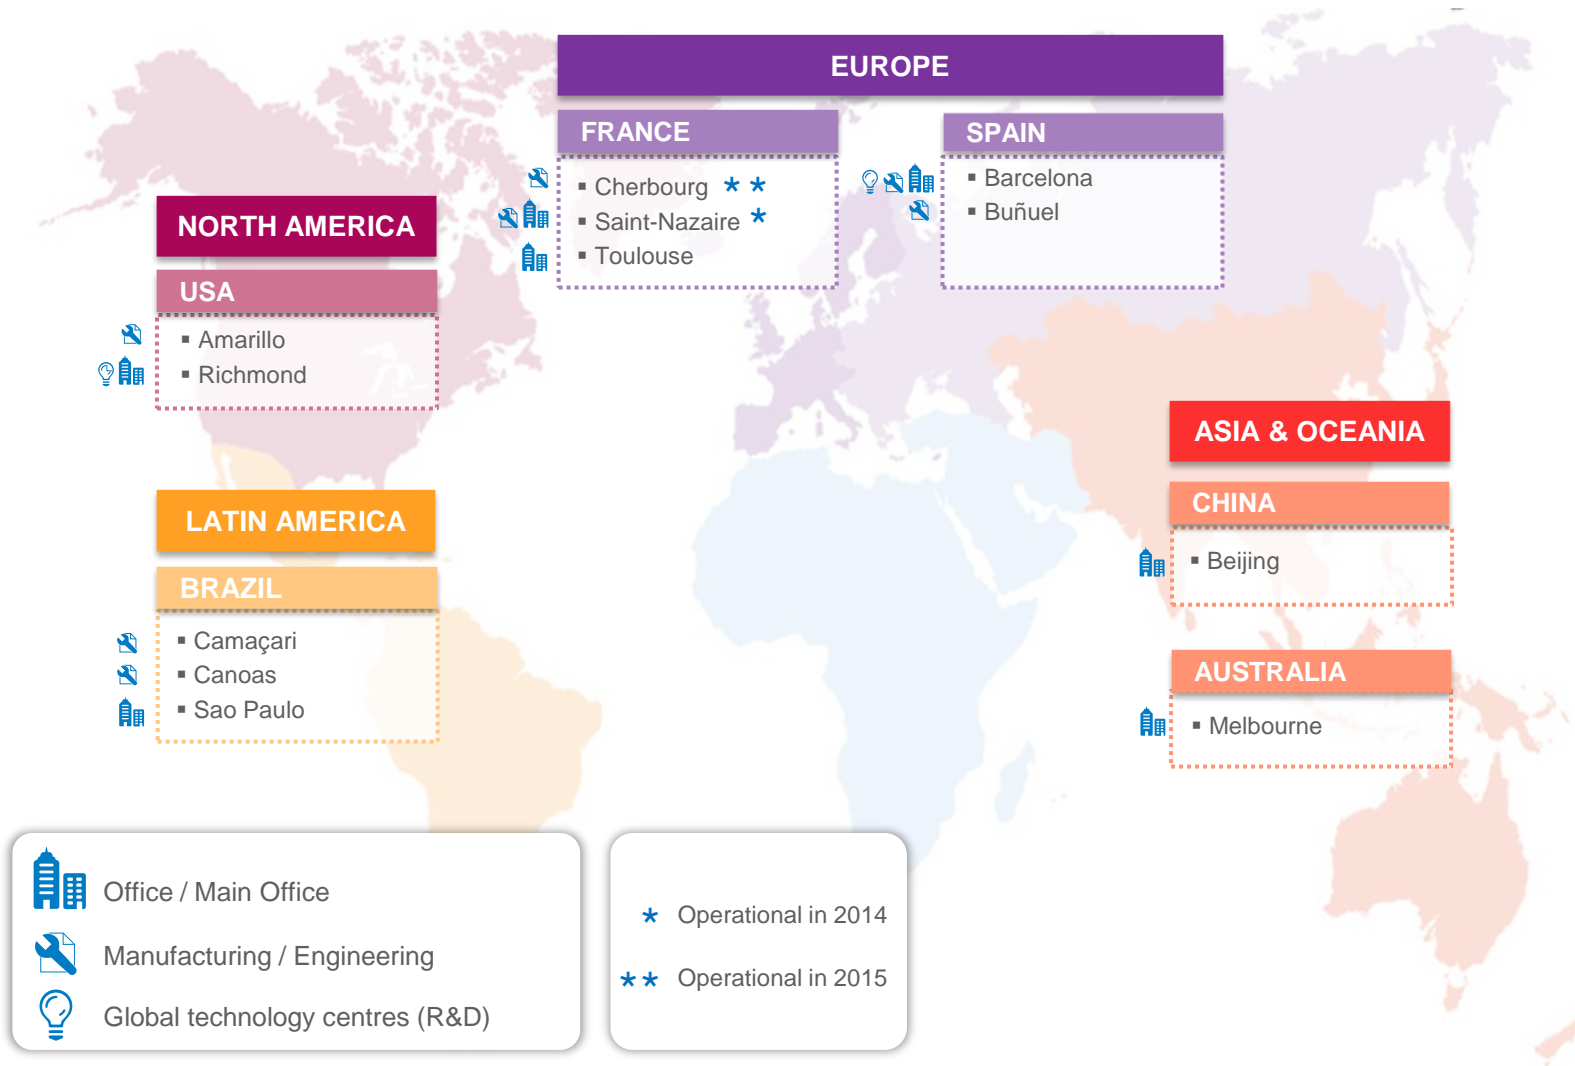 EUROPE
FRANCE
▪ Cherbourg **
▪ Saint-Nazaire *
▪ Toulouse
SPAIN
▪ Barcelona
▪ Buñuel
NORTH AMERICA
USA
▪ Amarillo
▪ Richmond
LATIN AMERICA
BRAZIL
▪ Camaçari
▪ Canoas
▪ Sao Paulo
ASIA & OCEANIA
CHINA
▪ Beijing
AUSTRALIA
▪ Melbourne
Office / Main Office
Manufacturing / Engineering
Global technology centres (R&D)
* Operational in 2014
** Operational in 2015